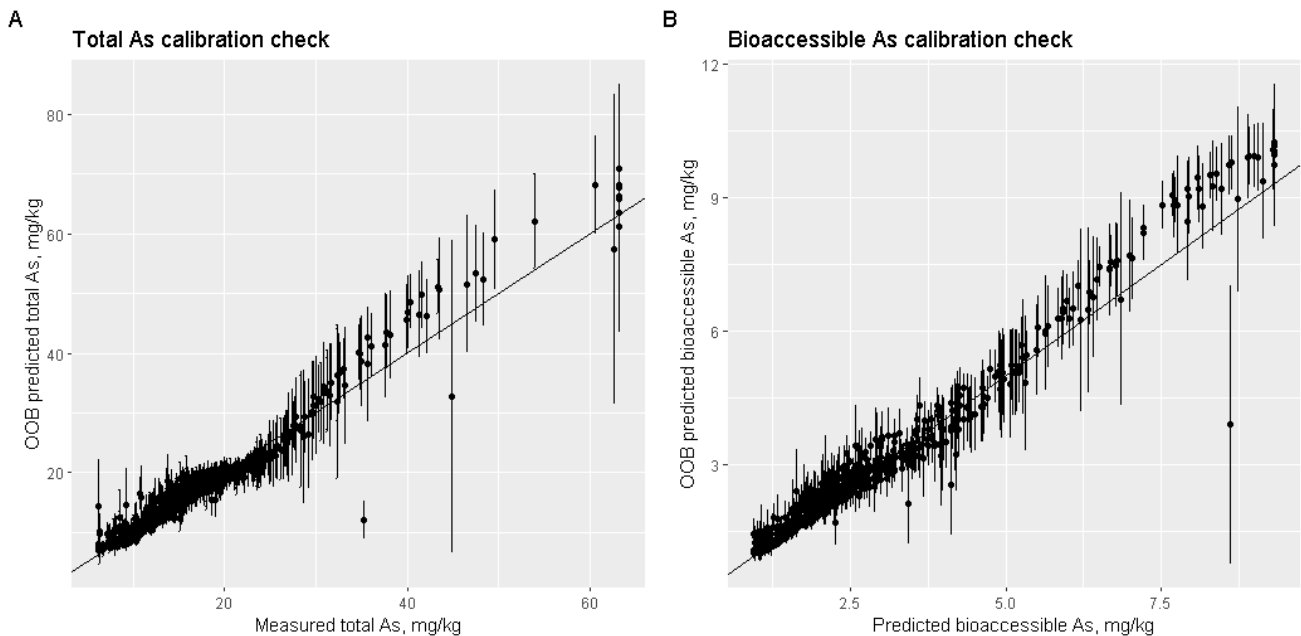 A
Total As calibration check
80
60
40
20
OOB predicted total As, mg/kg
20 40 60
Measured total As, mg/kg
B
Bioaccessible As calibration check
12
9
6
3
OOB predicted bioaccessible As, mg/kg
2.5 5.0 7.5
Predicted bioaccessible As, mg/kg